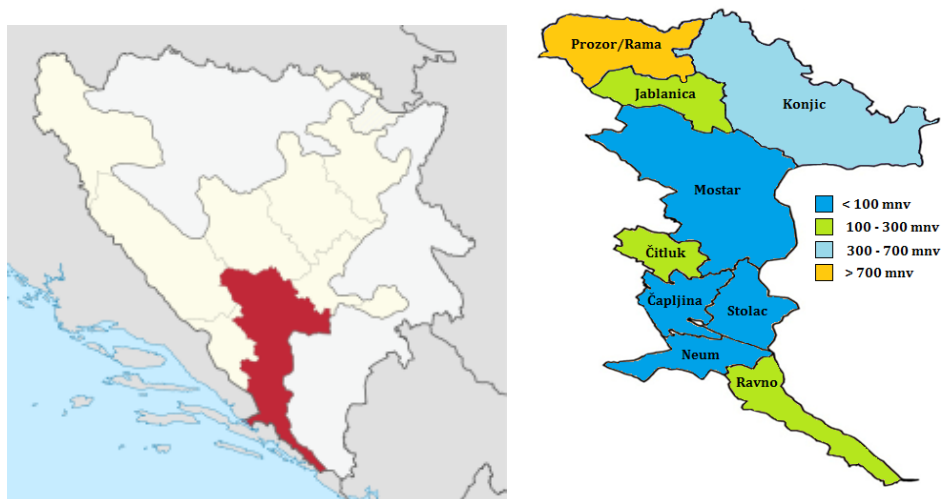 Prozor/Rama
Jablanica
Konjic
Mostar
< 100 mnv
100 - 300 mnv
300 - 700 mnv
> 700 mnv
Čitluk
Čapljina
Stolac
Neum
Ravno